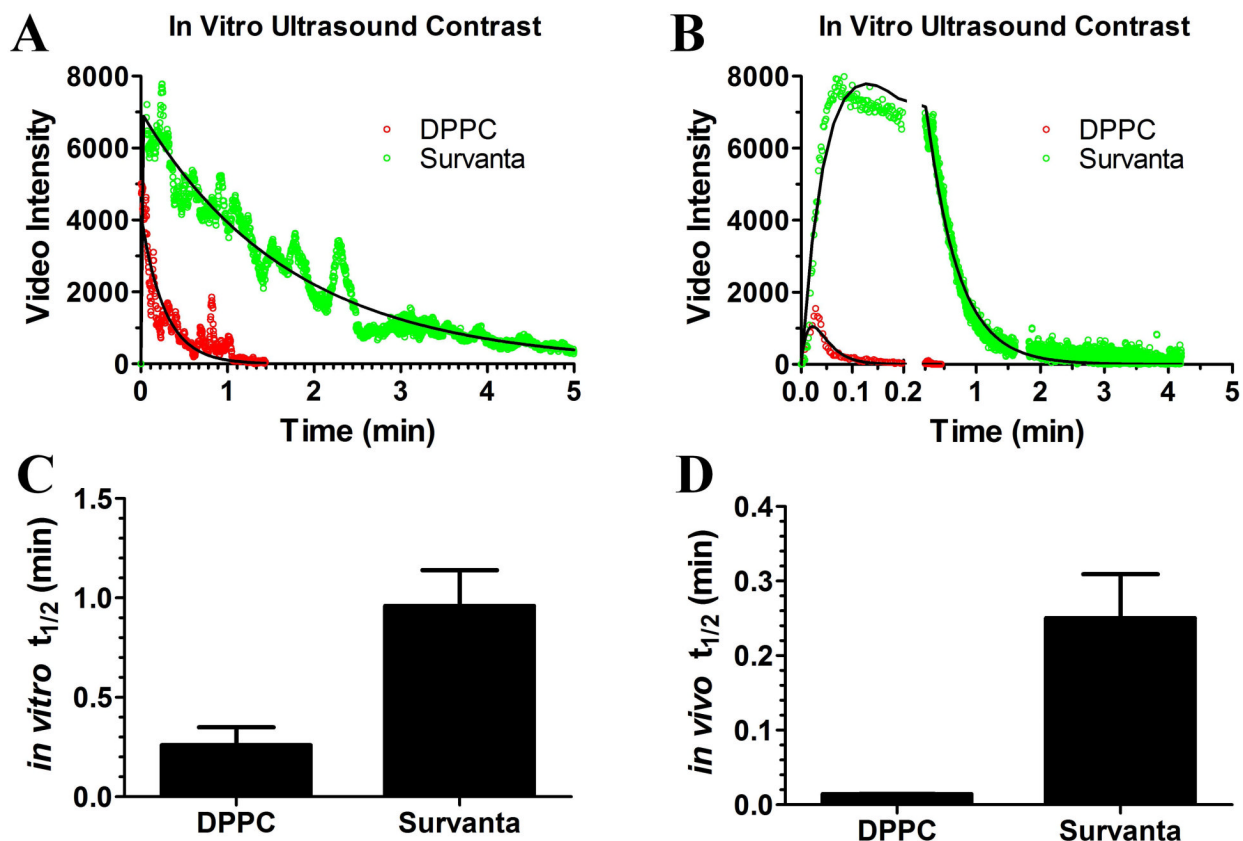 A
In Vitro Ultrasound Contrast
8000
6000
4000
2000
0
Video Intensity
DPPC
Survanta
0
1
2
3
4
5
Time (min)
B
In Vitro Ultrasound Contrast
8000
6000
4000
2000
0
Video Intensity
DPPC
Survanta
0.0
0.1
0.2
1
2
3
4
5
Time (min)
C
1.5
1.0
0.5
0.0
in vitro t1/2 (min)
DPPC
Survanta
D
0.4
0.3
0.2
0.1
0.0
in vivo t1/2 (min)
DPPC
Survanta